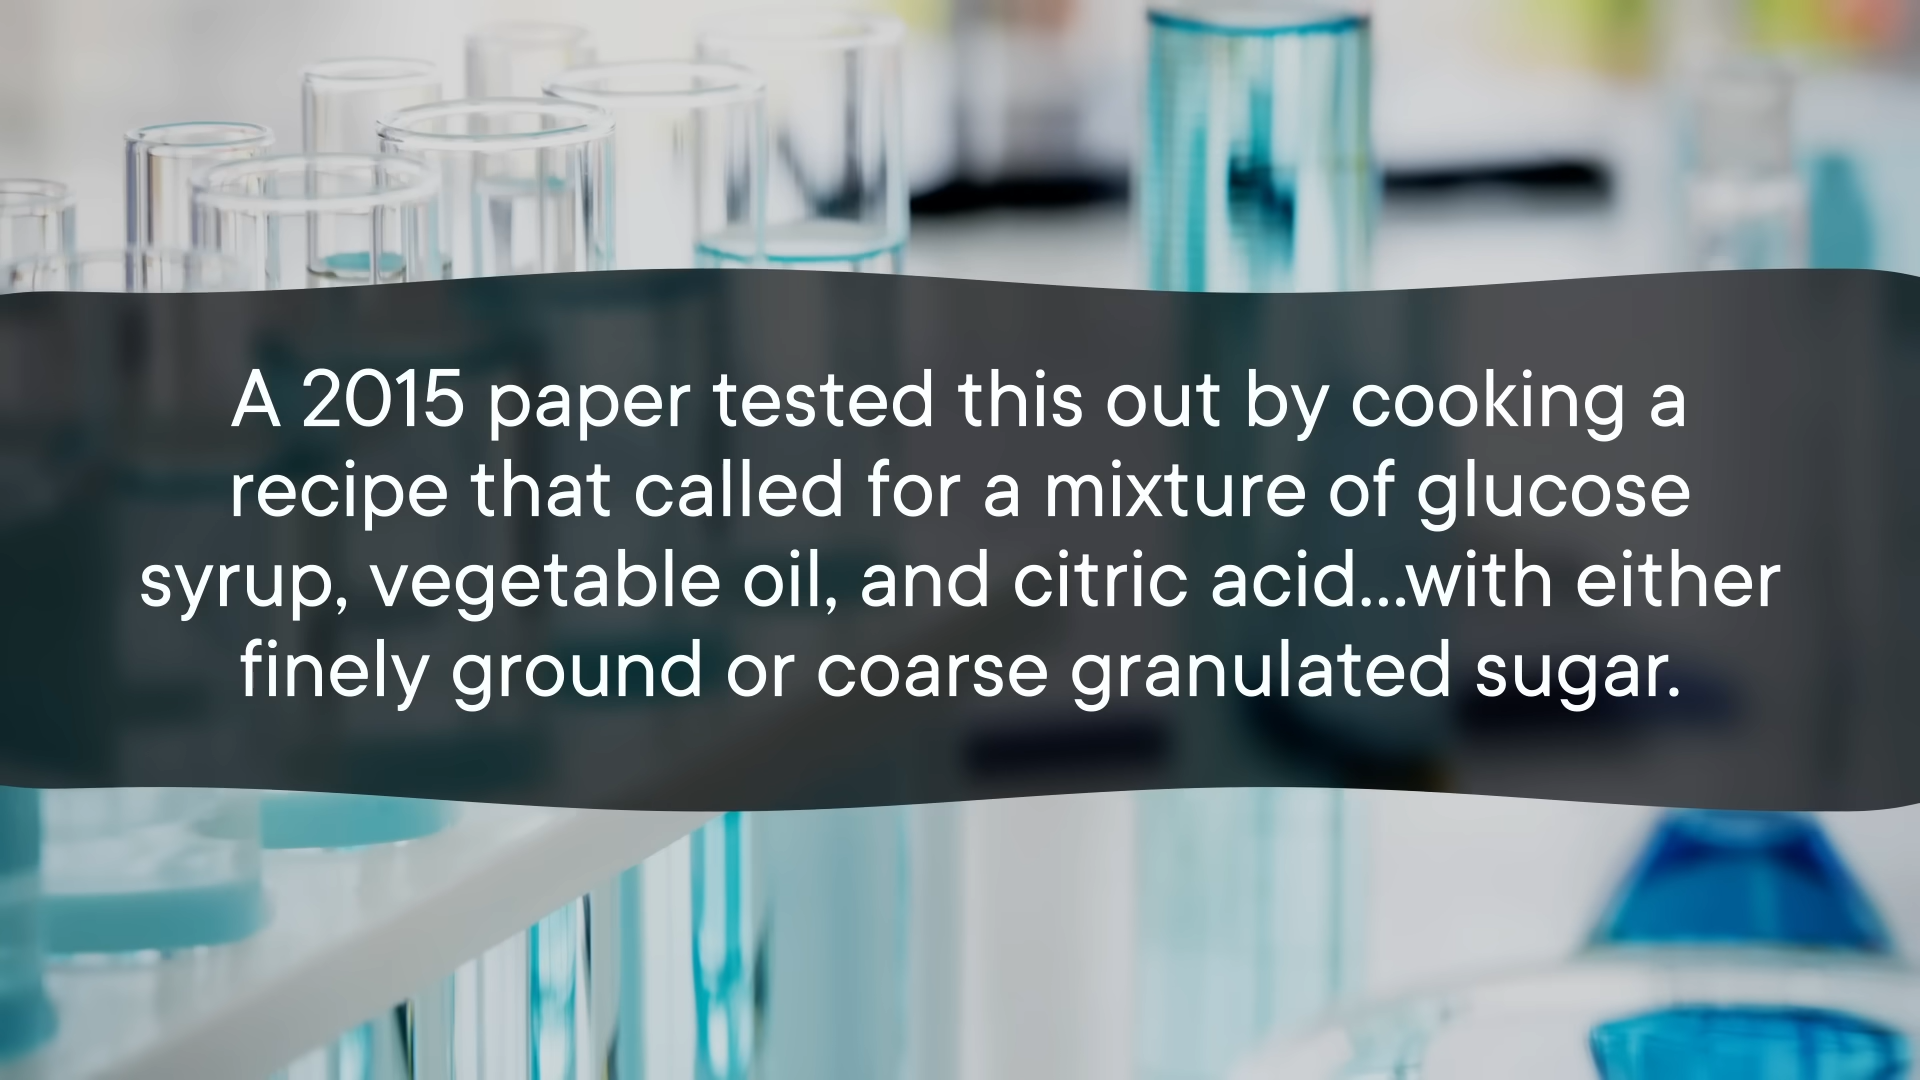 A 2015 paper tested this out by cooking a
recipe that called for a mixture of glucose
syrup, vegetable oil, and citric acid...with either
finely ground or coarse granulated sugar.